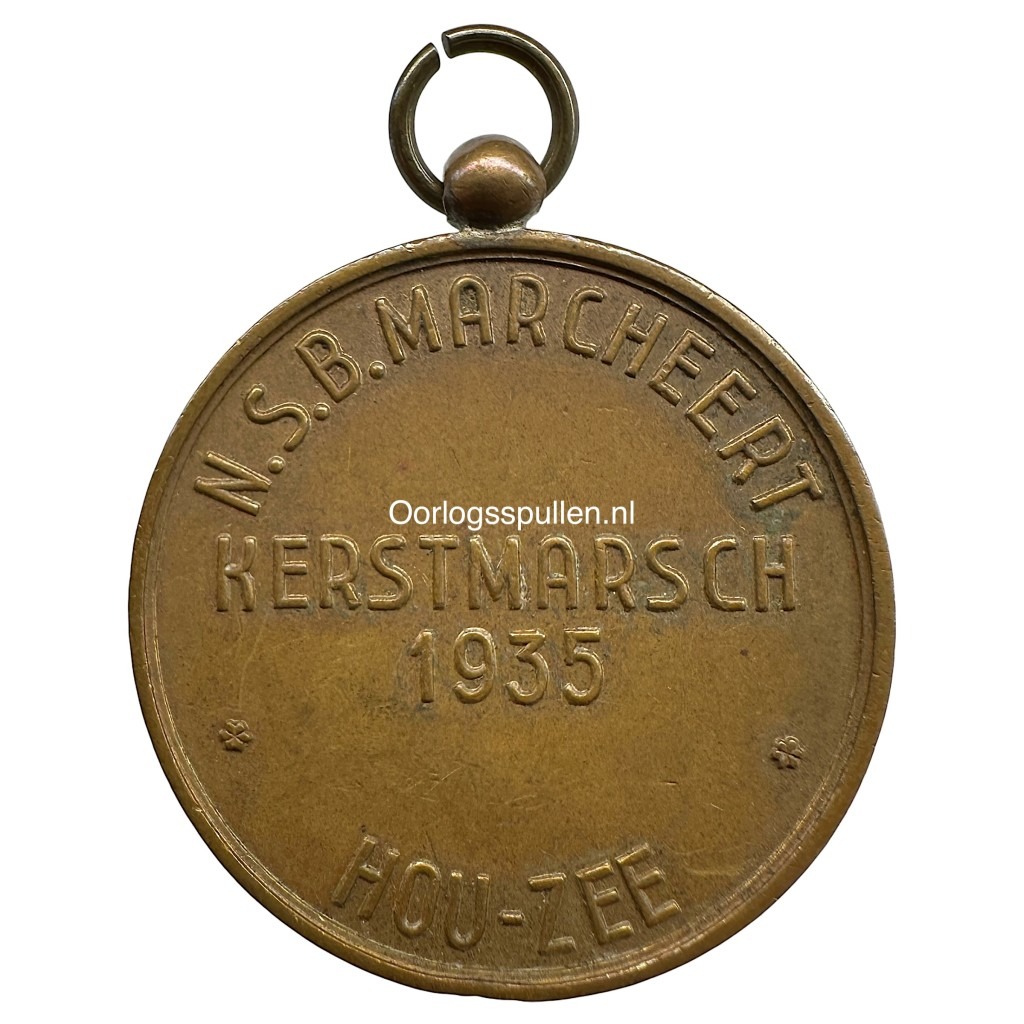 N.S.B. MARCHEERT
Oorlogsspullen.nl
KERSTMARSCH
1935
HOU-ZEE